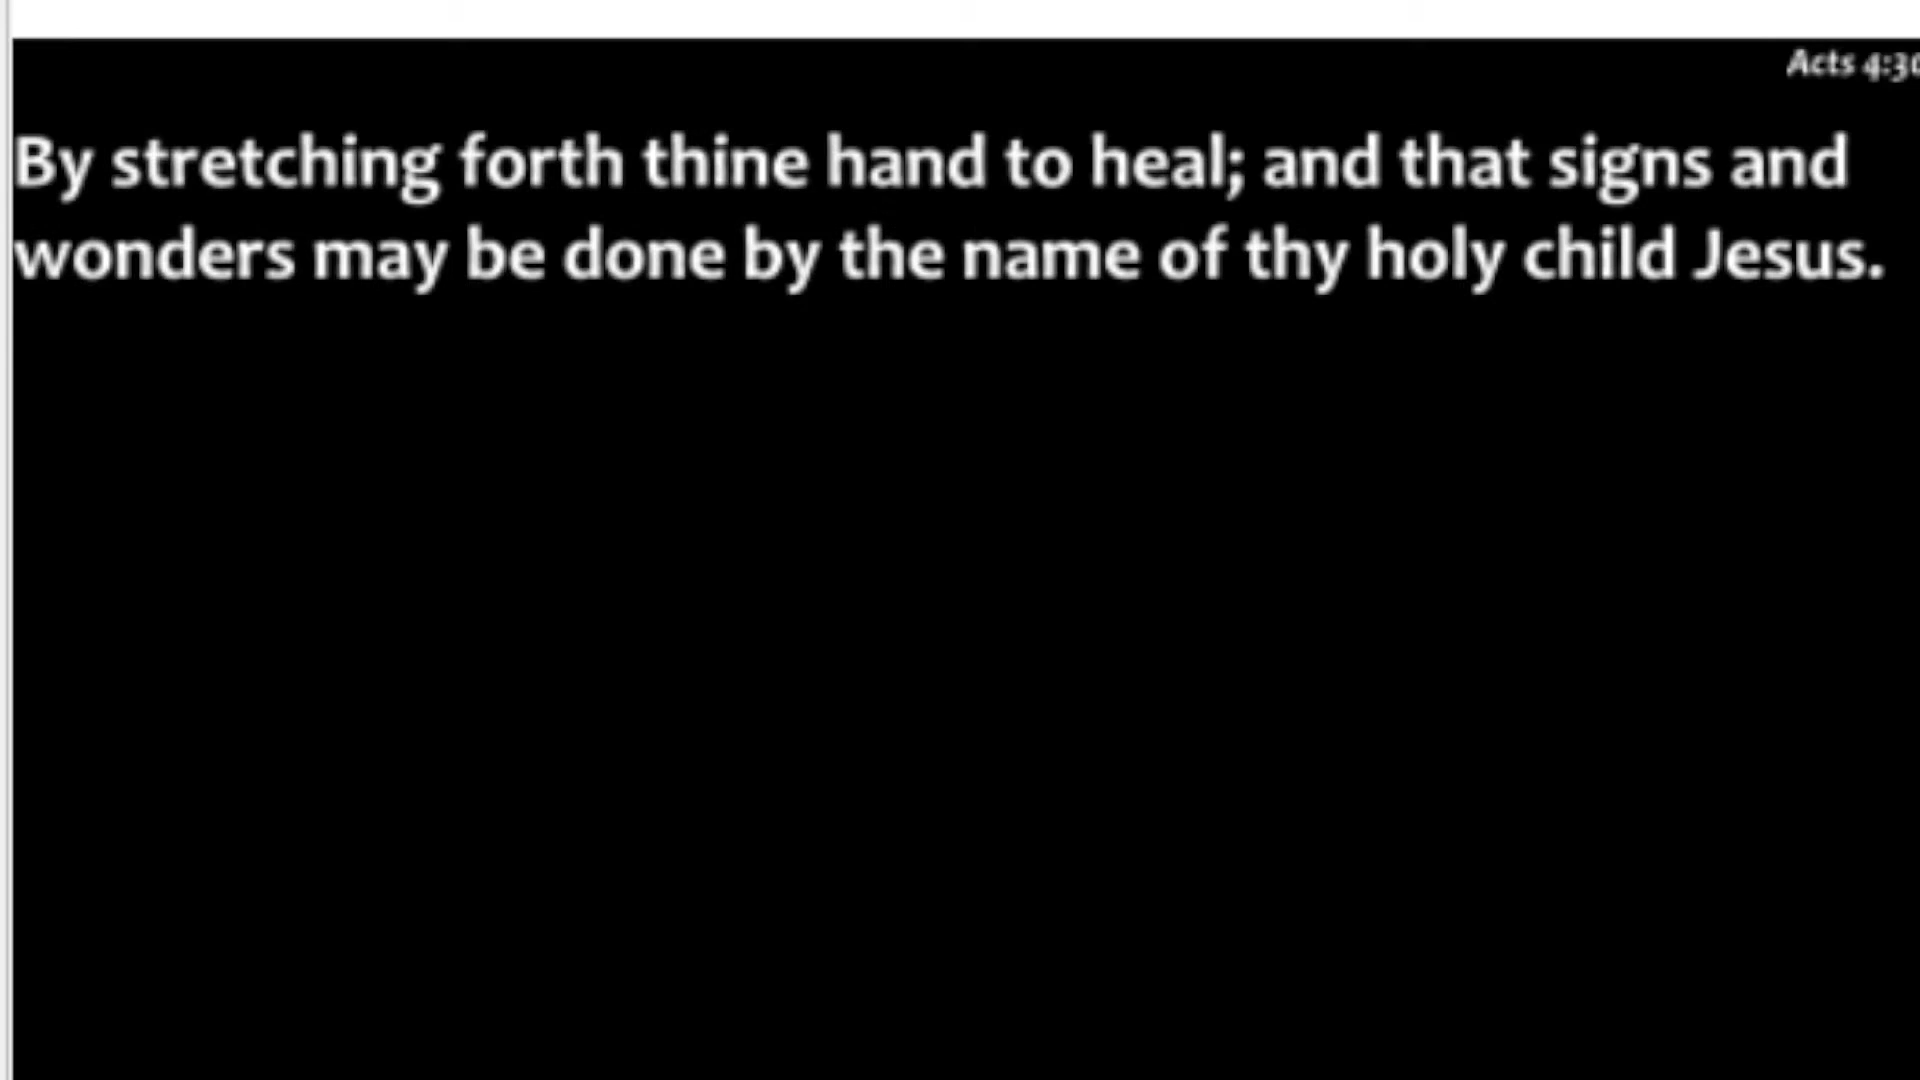 Acts 4:30
By stretching forth thine hand to heal; and that signs and
wonders may be done by the name of thy holy child Jesus.